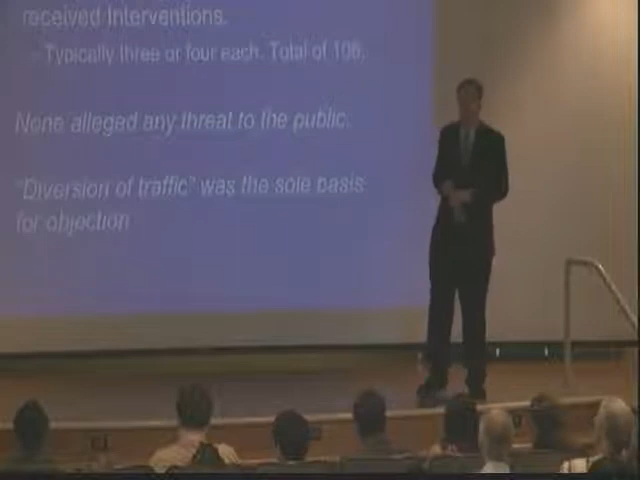 received Interventions.
- Typically three or four each. Total of 106.
None alleged any threat to the public.
"Diversion of traffic" was the sole basis
for objection